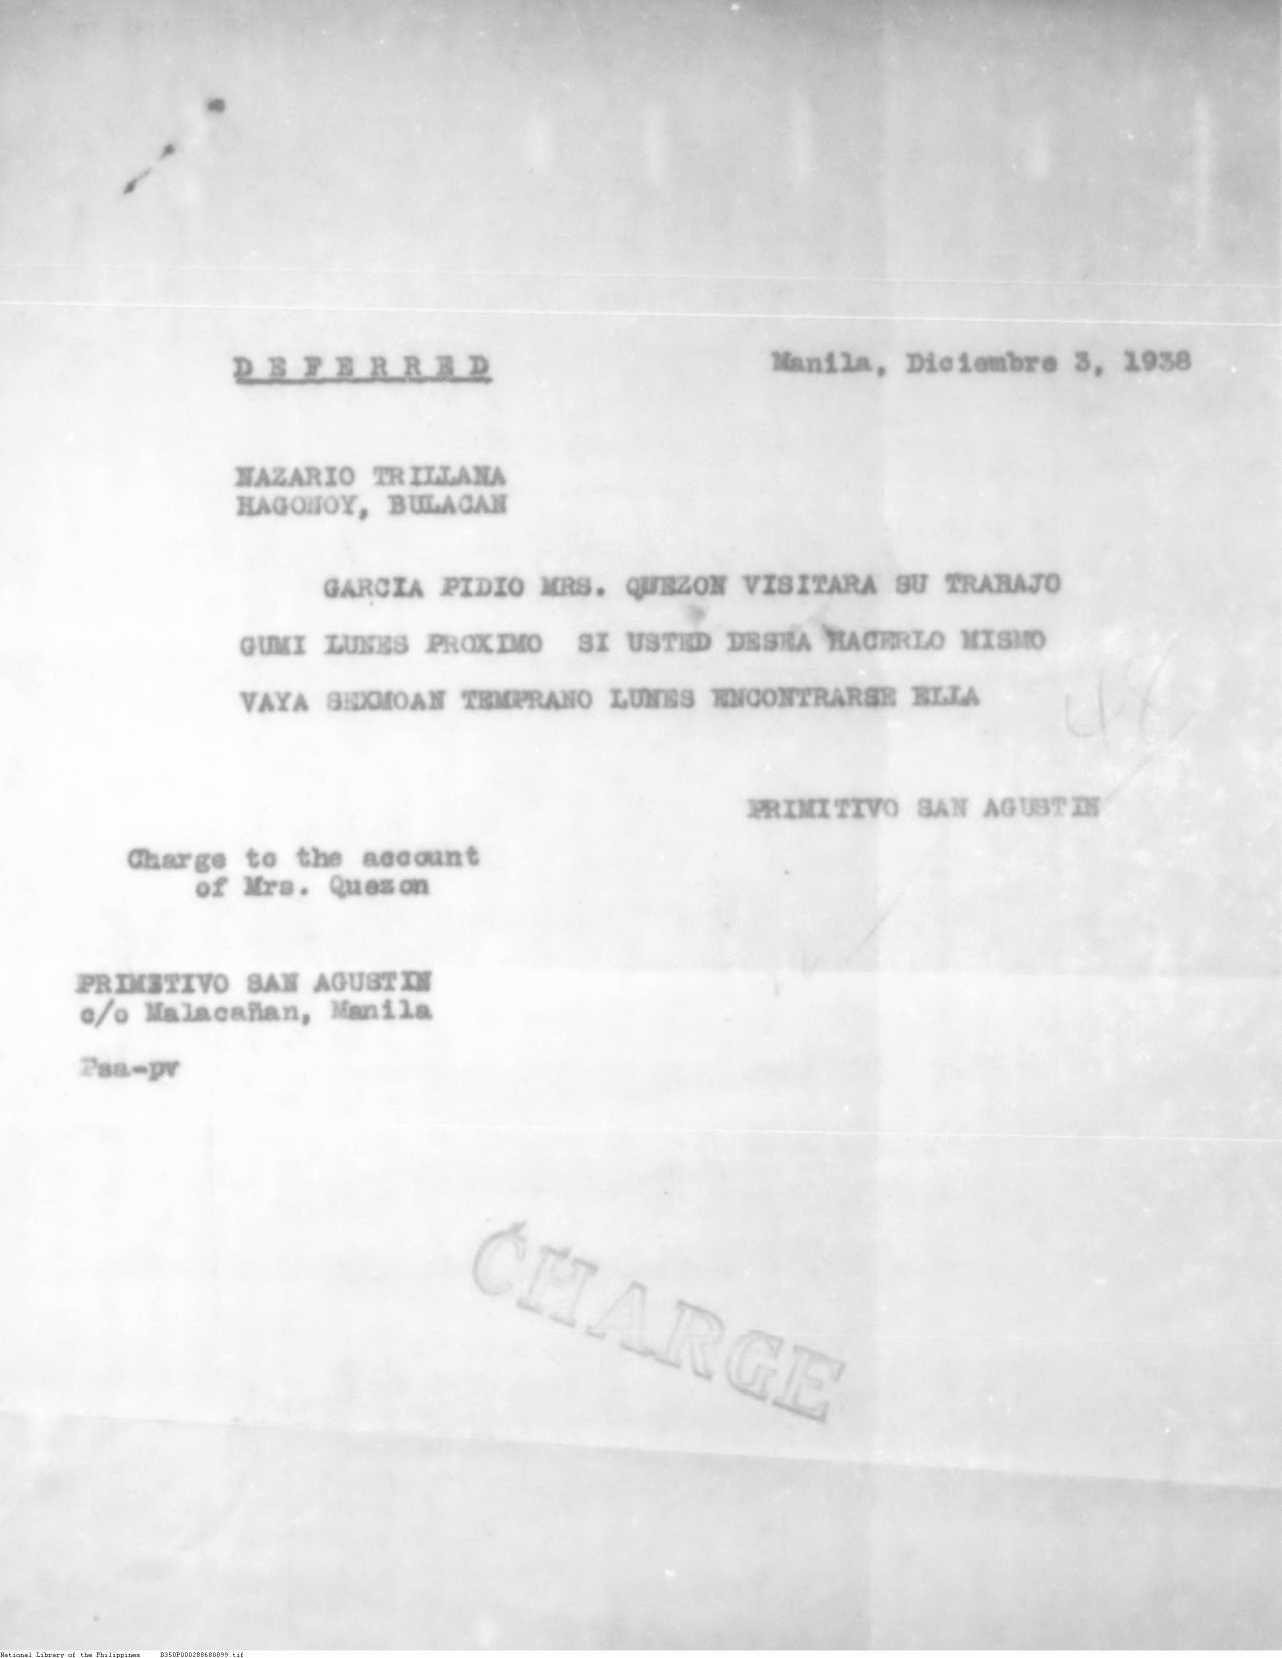 D E F E R R E D
Manila, Diciembre 3, 1938
NAZARIO TRILLANA
HAGONOY, BULACAN
GARCIA PIDIO MRS. QUEZON VISITARA SU TRABAJO
GUMI LUNES PROXIMO SI USTED DESEA HACERLO MISMO
VAYA SEXMOAN TEMPRANO LUNES ENCONTRARSE ELLA
PRIMITIVO SAN AGUSTIN
Charge to the account
of Mrs. Quezon
PRIMITIVO SAN AGUSTIN
c/o Malacañan, Manila
Psa-pv
CHARGE
National Library of the Philippines